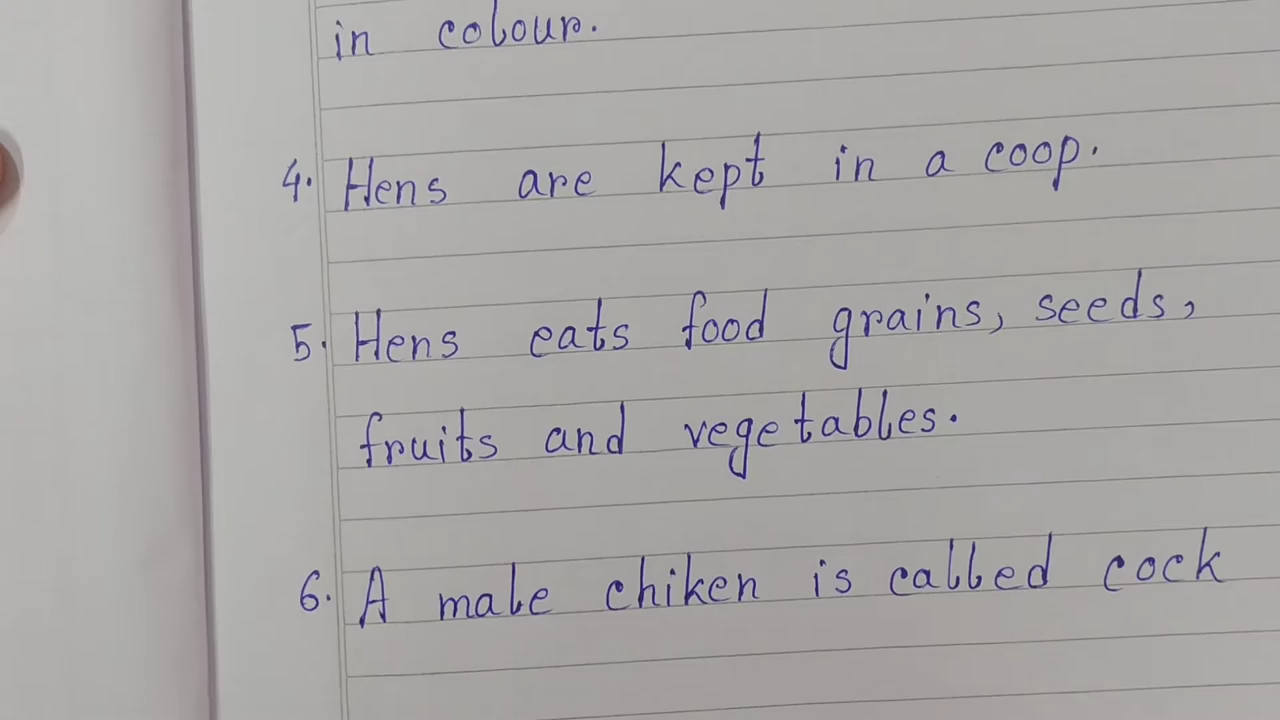 in colour.
4. Hens are kept in a coop.
5. Hens eats food grains, seeds,
fruits and vegetables.
6. A male chiken is called cock